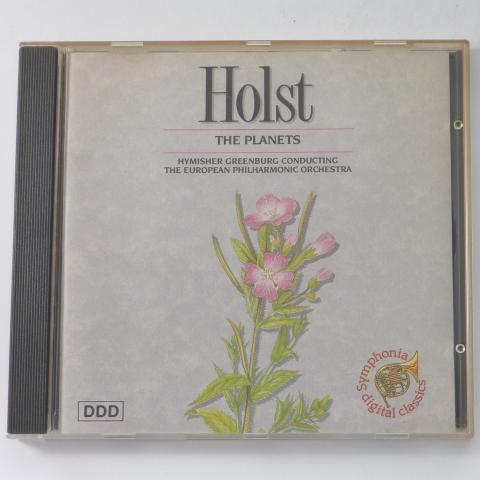 Holst
THE PLANETS
HYMISHER GREENBURG CONDUCTING
THE EUROPEAN PHILHARMONIC ORCHESTRA
Symphonia
digital classics
DDD